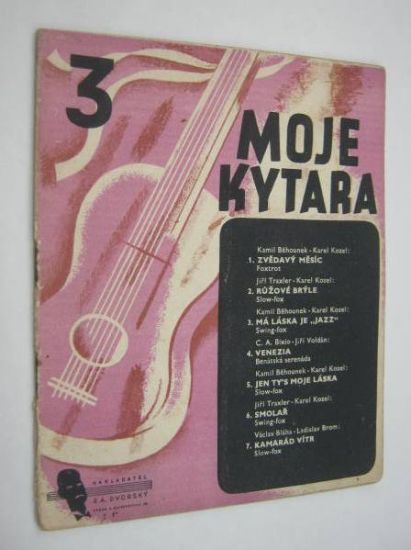 3
MOJE
KYTARA
Kamil Běhounek - Karel Kozel:
1. ZVĚDAVÝ MĚSÍC
Foxtrot
Jiří Traxler - Karel Kozel:
2. RŮŽOVÉ BRÝLE
Slow-fox
Kamil Běhounek - Karel Kozel:
3. MÁ LÁSKA JE „JAZZ"
Swing-fox
C. A. Bixio - Jiří Voldán:
4. VENEZIA
Benátská serenáda
Kamil Běhounek - Karel Kozel:
5. JEN TY'S MOJE LÁSKA
Slow-fox
Jiří Traxler - Karel Kozel:
6. SMOLAŘ
Swing-fox
Václav Bláha - Ladislav Brom:
7. KAMARÁD VÍTR
Slow-fox
NAKLADATEL
R.A. DVORSKÝ